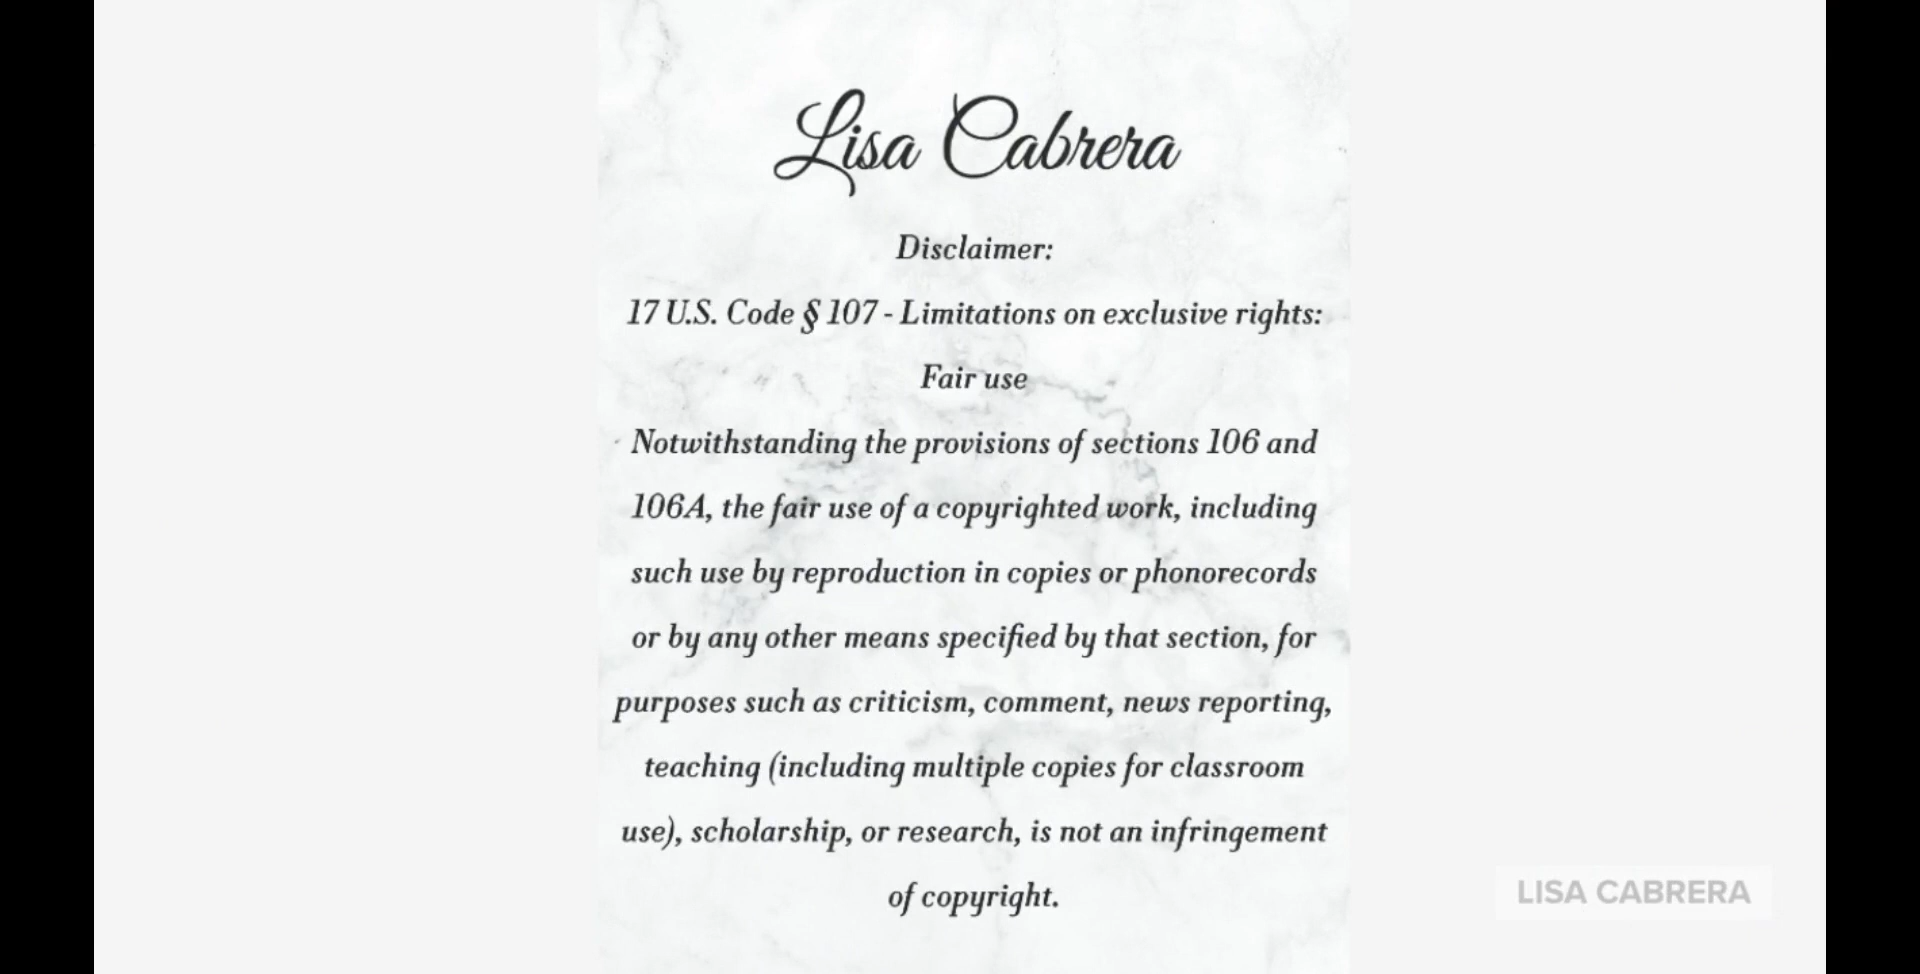 Lisa Cabrera
Disclaimer:
17 U.S. Code § 107 - Limitations on exclusive rights:
Fair use
Notwithstanding the provisions of sections 106 and
106A, the fair use of a copyrighted work, including
such use by reproduction in copies or phonorecords
or by any other means specified by that section, for
purposes such as criticism, comment, news reporting,
teaching (including multiple copies for classroom
use), scholarship, or research, is not an infringement
of copyright.
LISA CABRERA